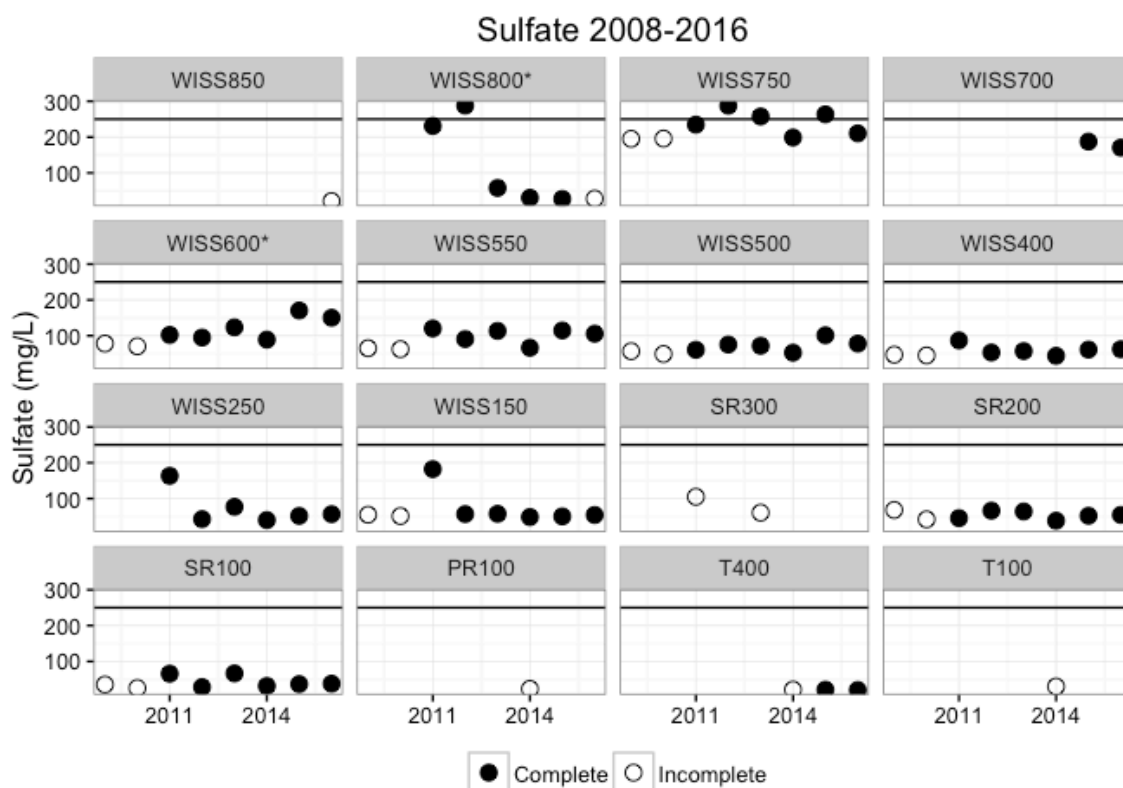 Sulfate 2008-2016
WISS850 WISS800* WISS750 WISS700
300
200
100
WISS600* WISS550 WISS500 WISS400
300
200
100
Sulfate (mg/L)
WISS250 WISS150 SR300 SR200
300
200
100
SR100 PR100 T400 T100
300
200
100
2011 2014 2011 2014 2011 2014 2011 2014
Complete Incomplete